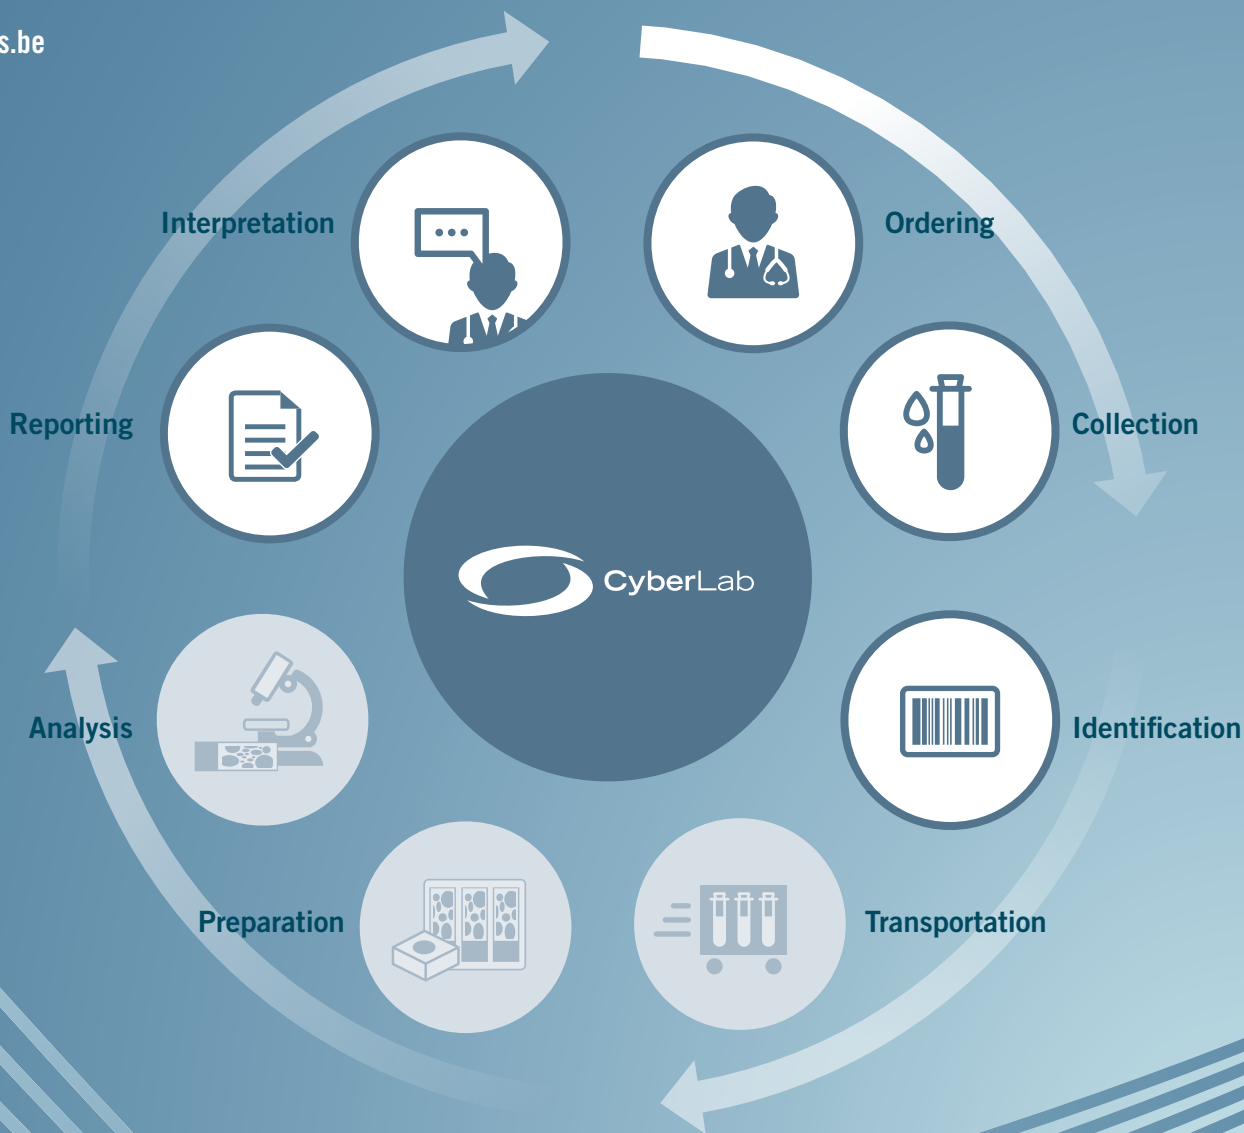 s.be
Interpretation
Ordering
Reporting
Collection
CyberLab
Analysis
Identification
Preparation
Transportation